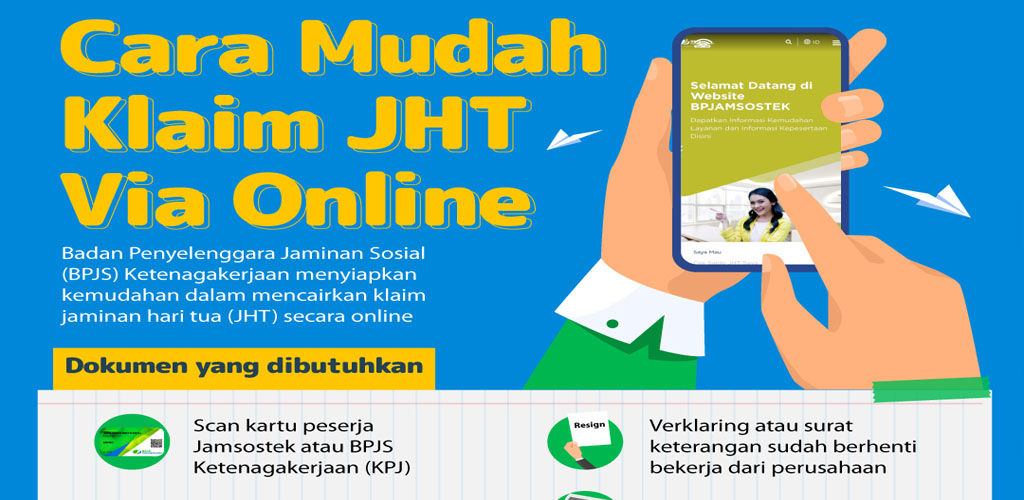 Cara Mudah
Klaim JHT
Via Online
Badan Penyelenggara Jaminan Sosial
(BPJS) Ketenagakerjaan menyiapkan
kemudahan dalam mencairkan klaim
jaminan hari tua (JHT) secara online
ID
Selamat Datang di
Website
BPJAMSOSTEK
Dapatkan Informasi Kemudahan
Layanan dan Informasi Kepesertaan
Disini
Saya Mau
Dokumen yang dibutuhkan
Scan kartu peserja
Jamsostek atau BPJS
Ketenagakerjaan (KPJ)
Resign
Verklaring atau surat
keterangan sudah berhenti
bekerja dari perusahaan